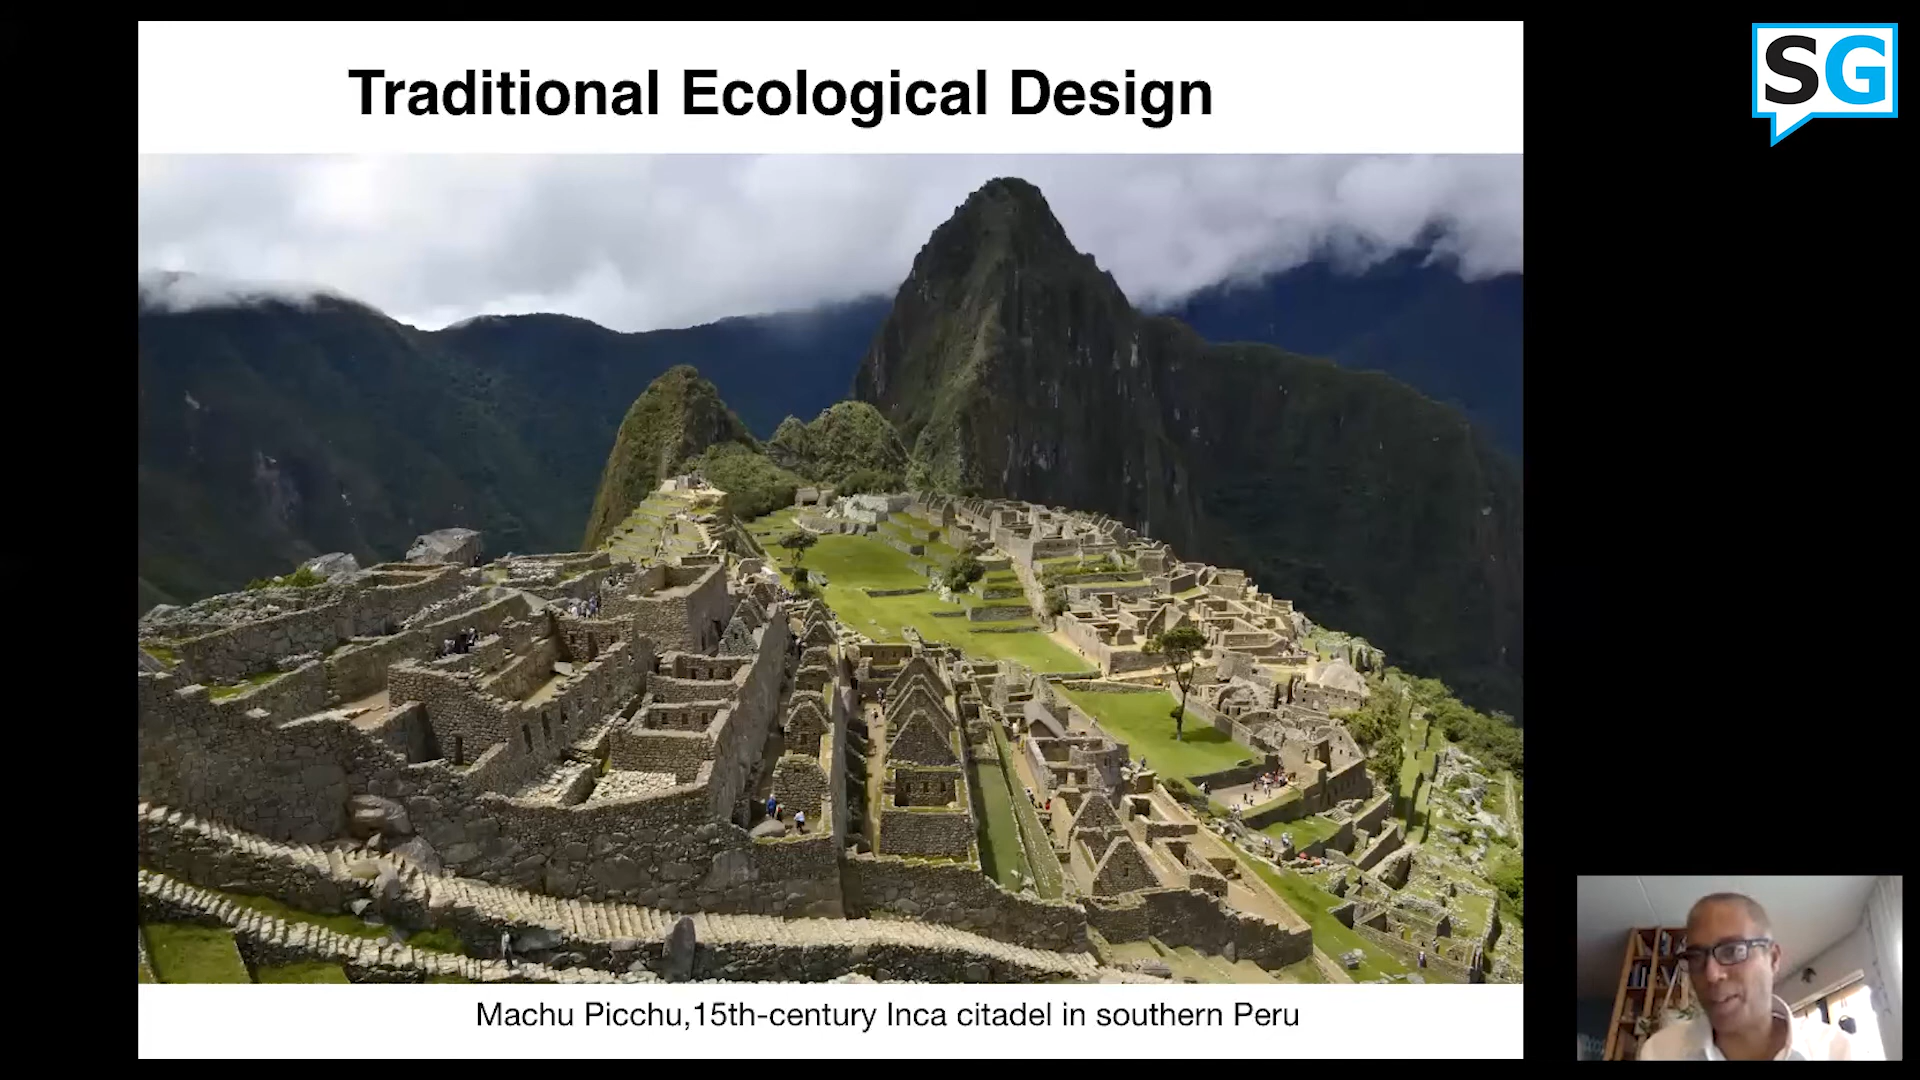 Traditional Ecological Design
SG
Machu Picchu,15th-century Inca citadel in southern Peru